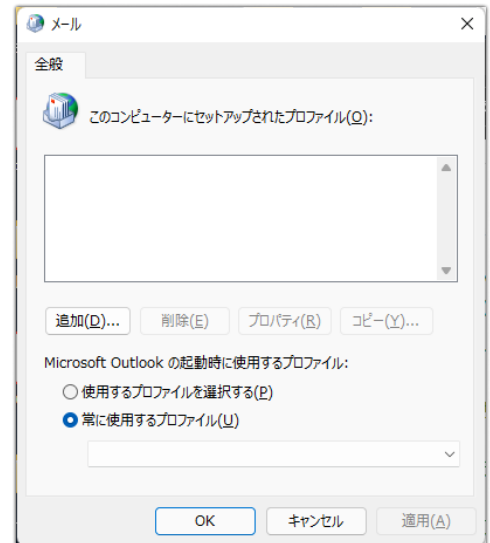 メール
全般
このコンピューターにセットアップされたプロファイル(O):
追加(D)... 削除(E) プロパティ(R) コピー(Y)...
Microsoft Outlook の起動時に使用するプロファイル:
使用するプロファイルを選択する(P)
常に使用するプロファイル(U)
OK キャンセル 適用(A)